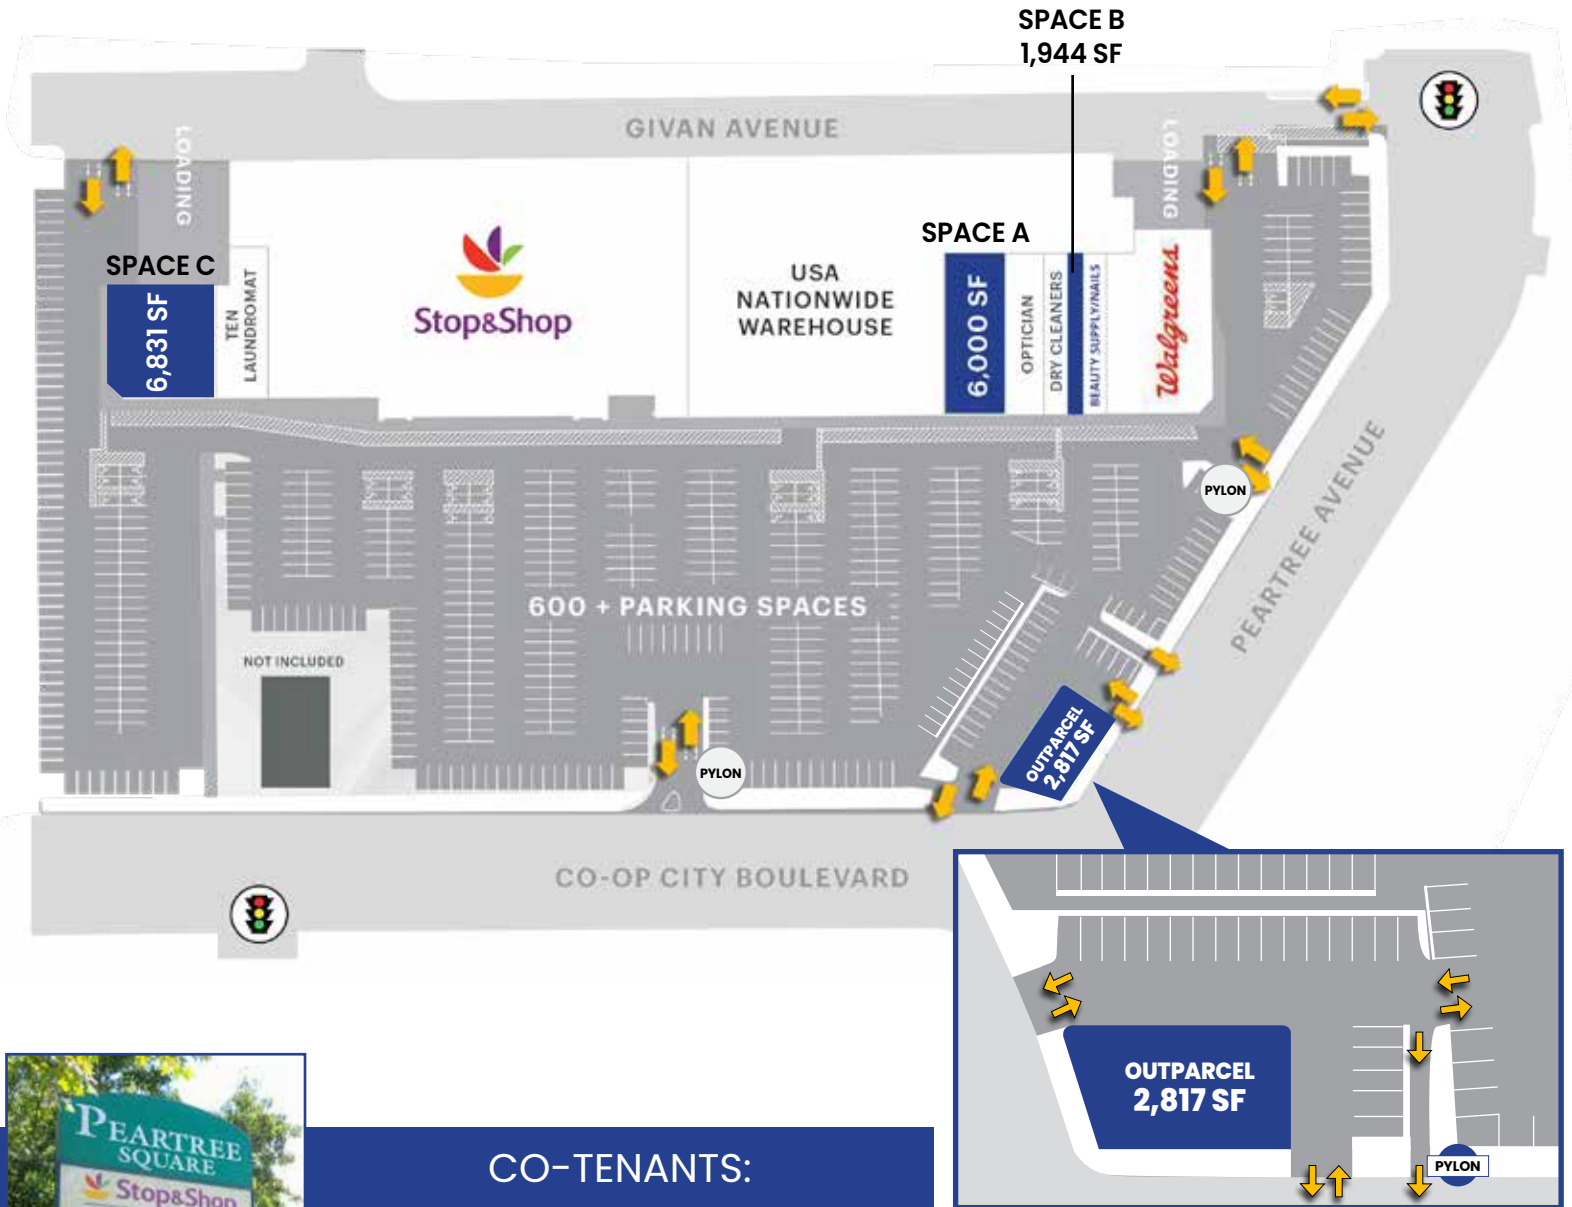 SPACE B
1,944 SF
GIVAN AVENUE
LOADING
LOADING
SPACE C
6,831 SF
TEN
LAUNDROMAT
Stop&Shop
USA
NATIONWIDE
WAREHOUSE
SPACE A
6,000 SF
OPTICIAN
DRY CLEANERS
BEAUTY SUPPLY/NAILS
Walgreens
PYLON
PEARTREE AVENUE
600 + PARKING SPACES
NOT INCLUDED
OUTPARCEL
2,817 SF
PYLON
CO-OP CITY BOULEVARD
OUTPARCEL
2,817 SF
PYLON
PEARTREE
SQUARE
Stop&Shop
CO-TENANTS: